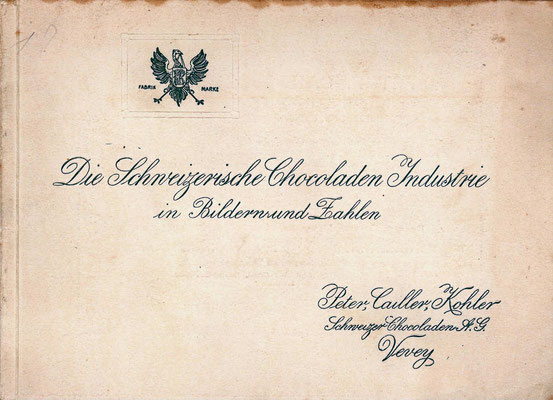 FABRIK MARKE
Die Schweizerische Chocoladen Industrie
in Bildern und Zahlen
Peter, Cailler, Kohler
Schweizer Chocoladen A.G.
Vevey